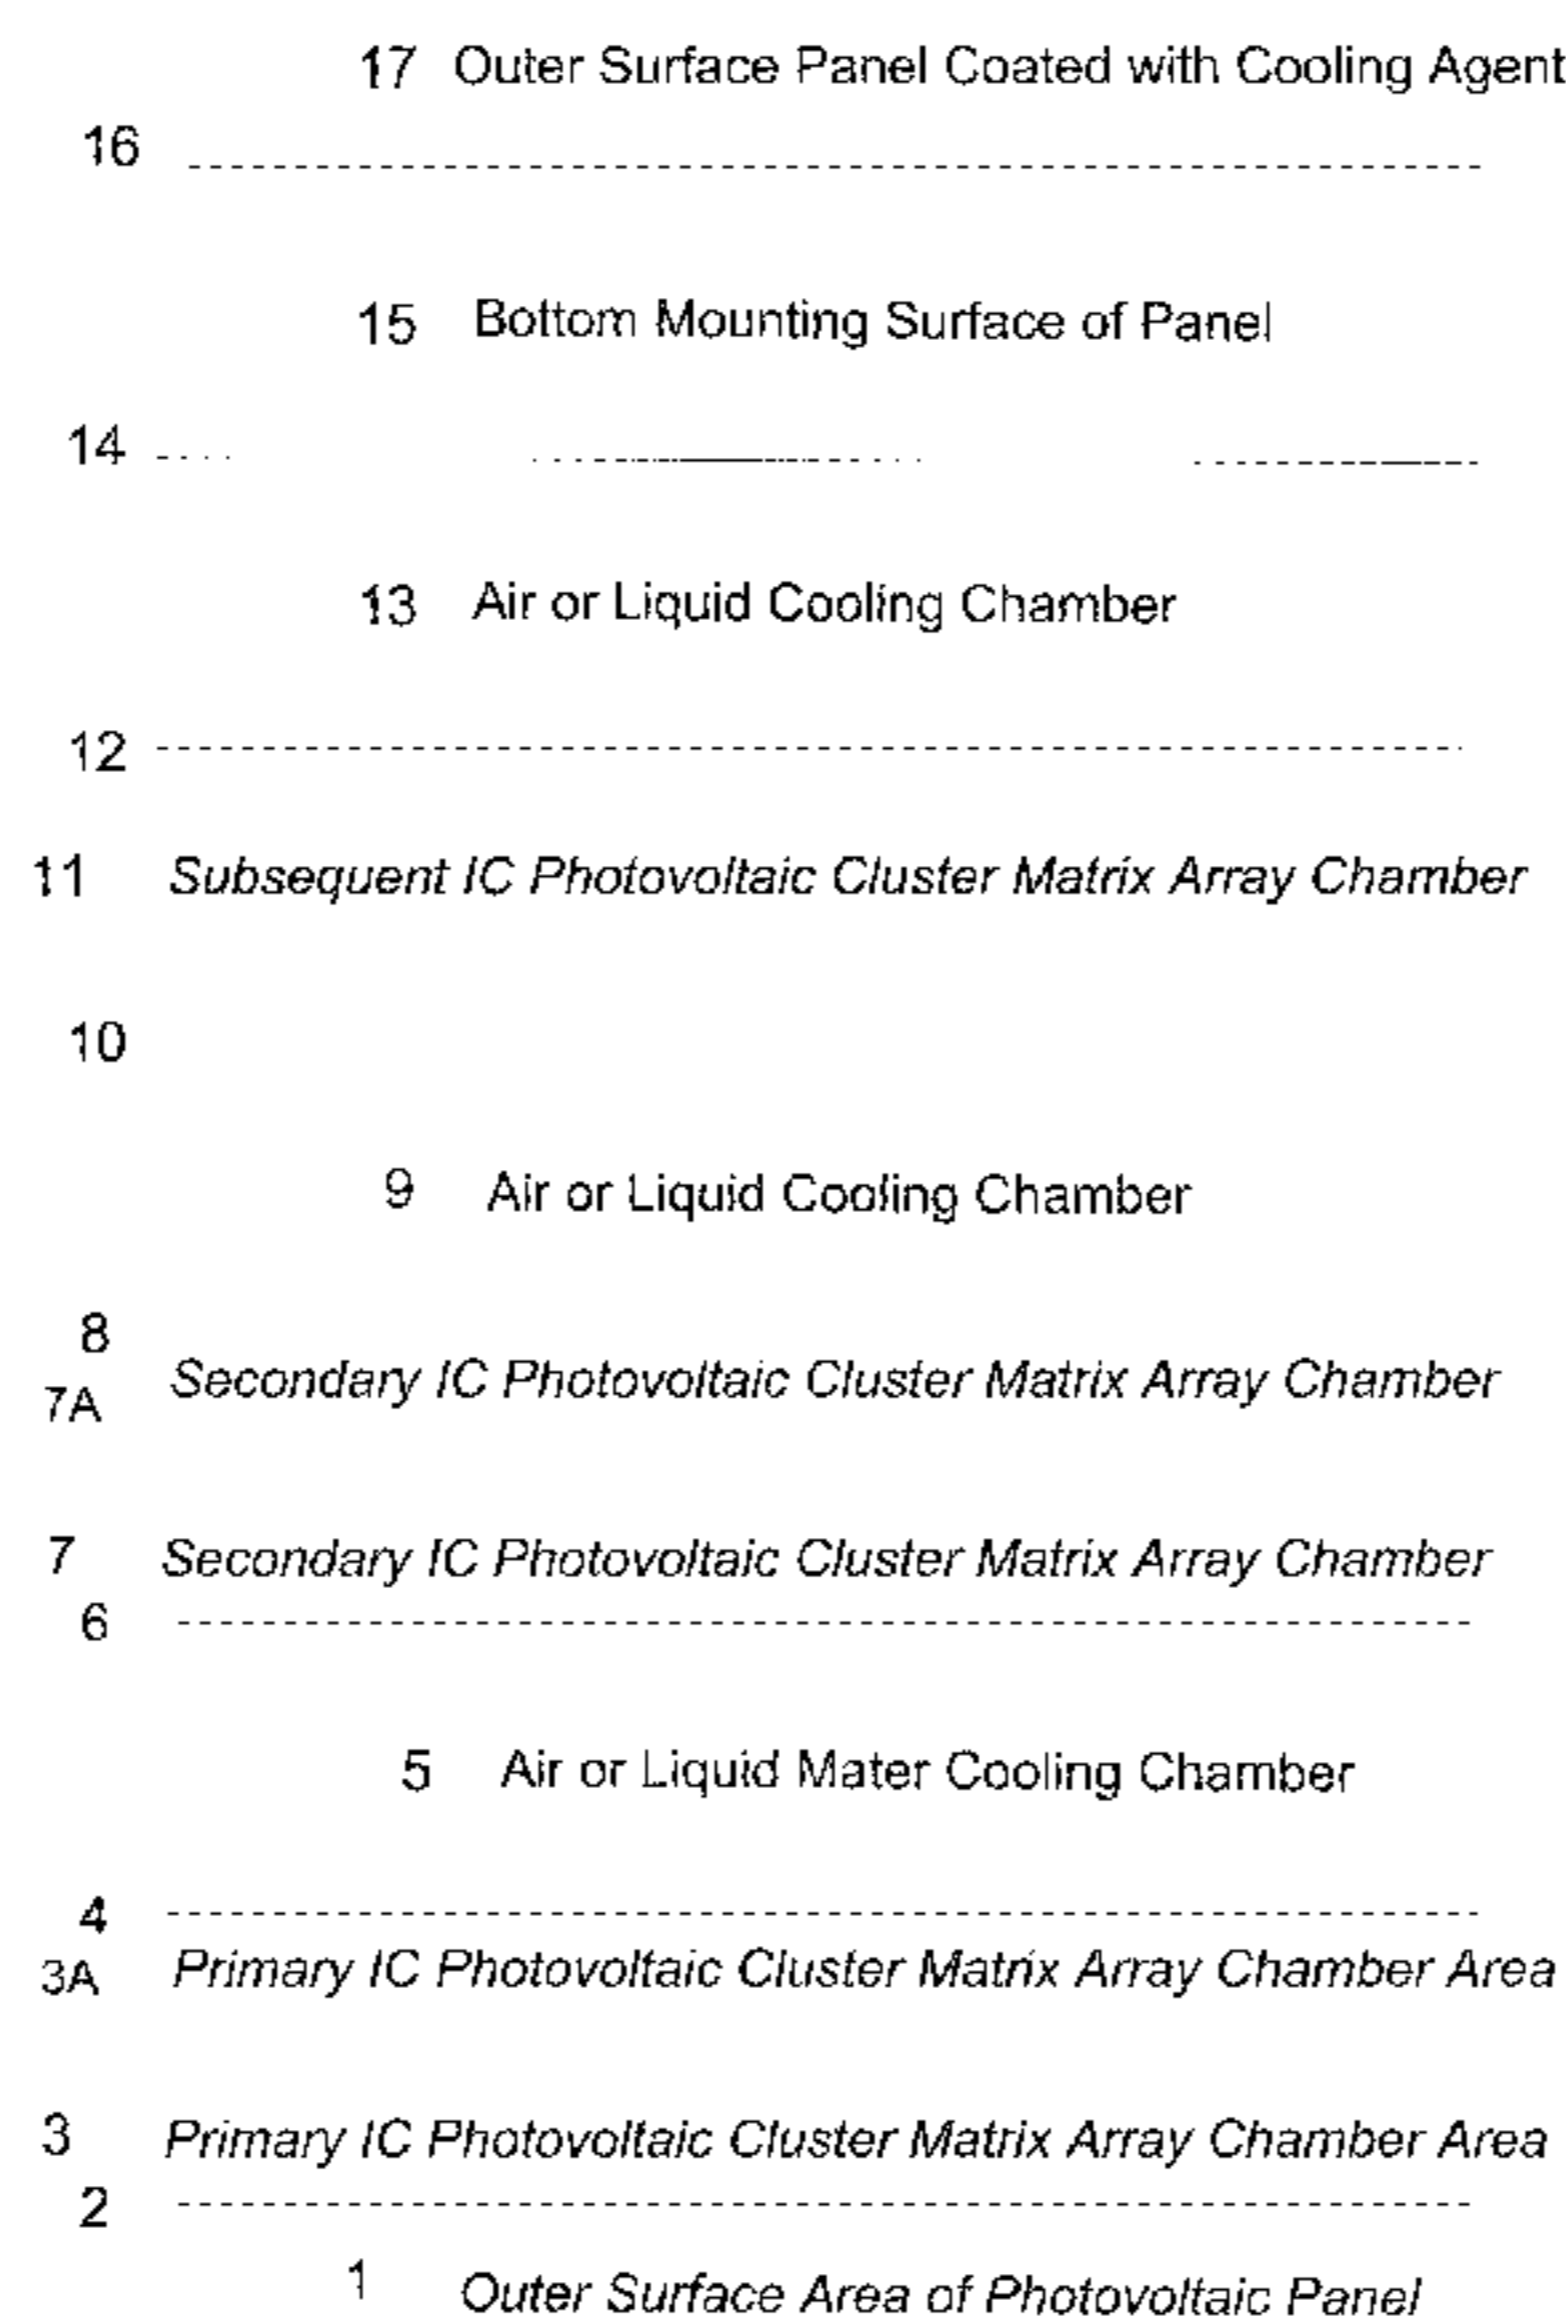 17 Outer Surface Panel Coated with Cooling Agent
16
15 Bottom Mounting Surface of Panel
14
13 Air or Liquid Cooling Chamber
12
11 Subsequent IC Photovoltaic Cluster Matrix Array Chamber
10
9 Air or Liquid Cooling Chamber
8
7A Secondary IC Photovoltaic Cluster Matrix Array Chamber
7 Secondary IC Photovoltaic Cluster Matrix Array Chamber
6
5 Air or Liquid Mater Cooling Chamber
4
3A Primary IC Photovoltaic Cluster Matrix Array Chamber Area
3 Primary IC Photovoltaic Cluster Matrix Array Chamber Area
2
1 Outer Surface Area of Photovoltaic Panel